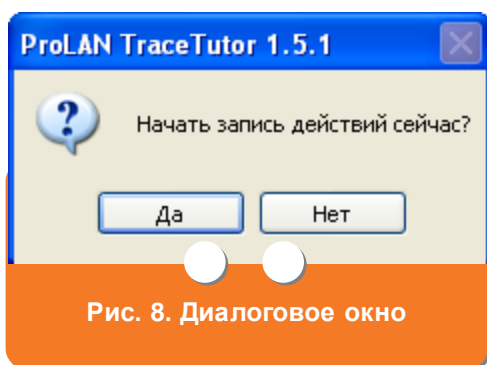 ProLAN TraceTutor 1.5.1
Начать запись действий сейчас?
Да
Нет
Рис. 8. Диалоговое окно